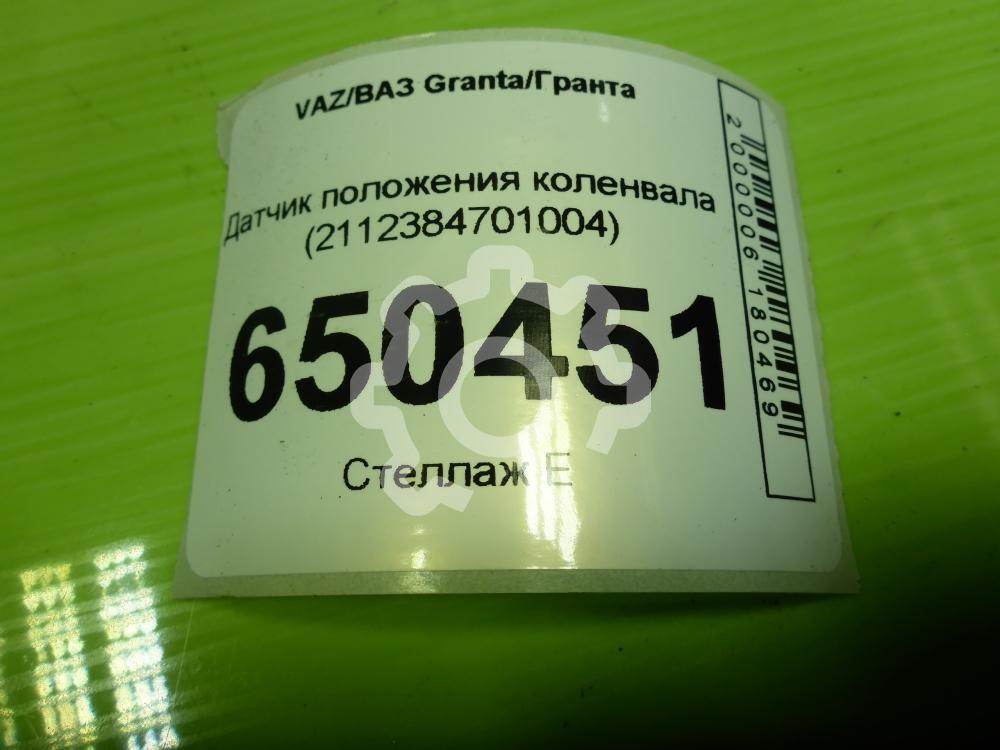 VAZ/ВАЗ Granta/Гранта
Датчик положения коленвала
(2112384701004)
650451
Стеллаж Е
2000006180469